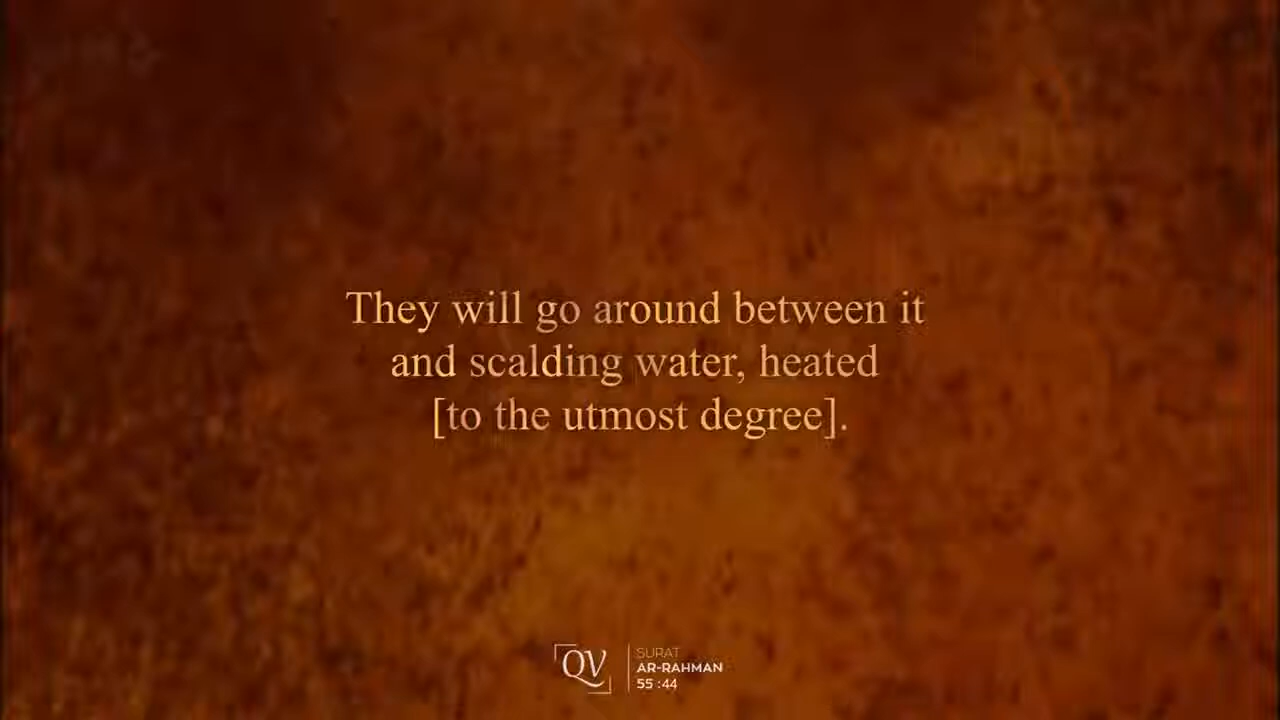 They will go around between it
and scalding water, heated
[to the utmost degree].
QV
SURAT
AR-RAHMAN
55 :44